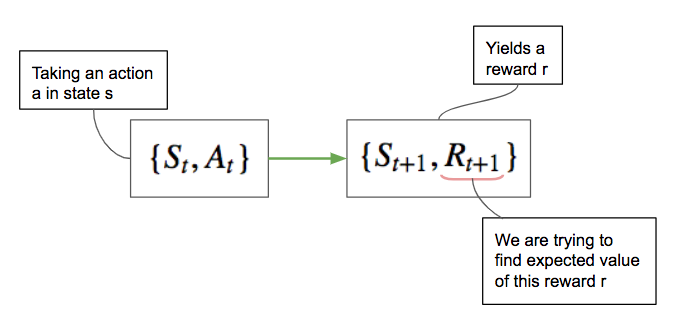 Yields a
reward r
Taking an action
a in state s
{S_t, A_t}
{S_{t+1}, R_{t+1}}
We are trying to
find expected value
of this reward r